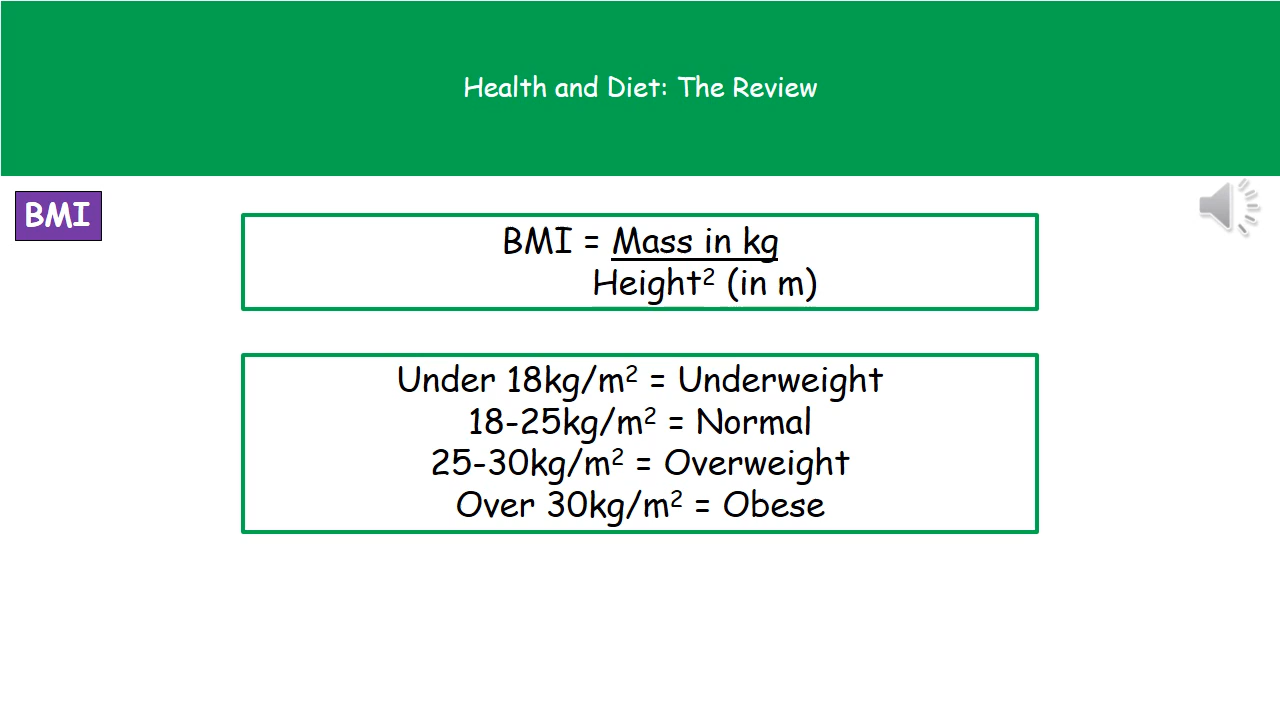 Health and Diet: The Review
BMI
BMI = Mass in kg
Height² (in m)
Under 18kg/m² = Underweight
18-25kg/m² = Normal
25-30kg/m² = Overweight
Over 30kg/m² = Obese